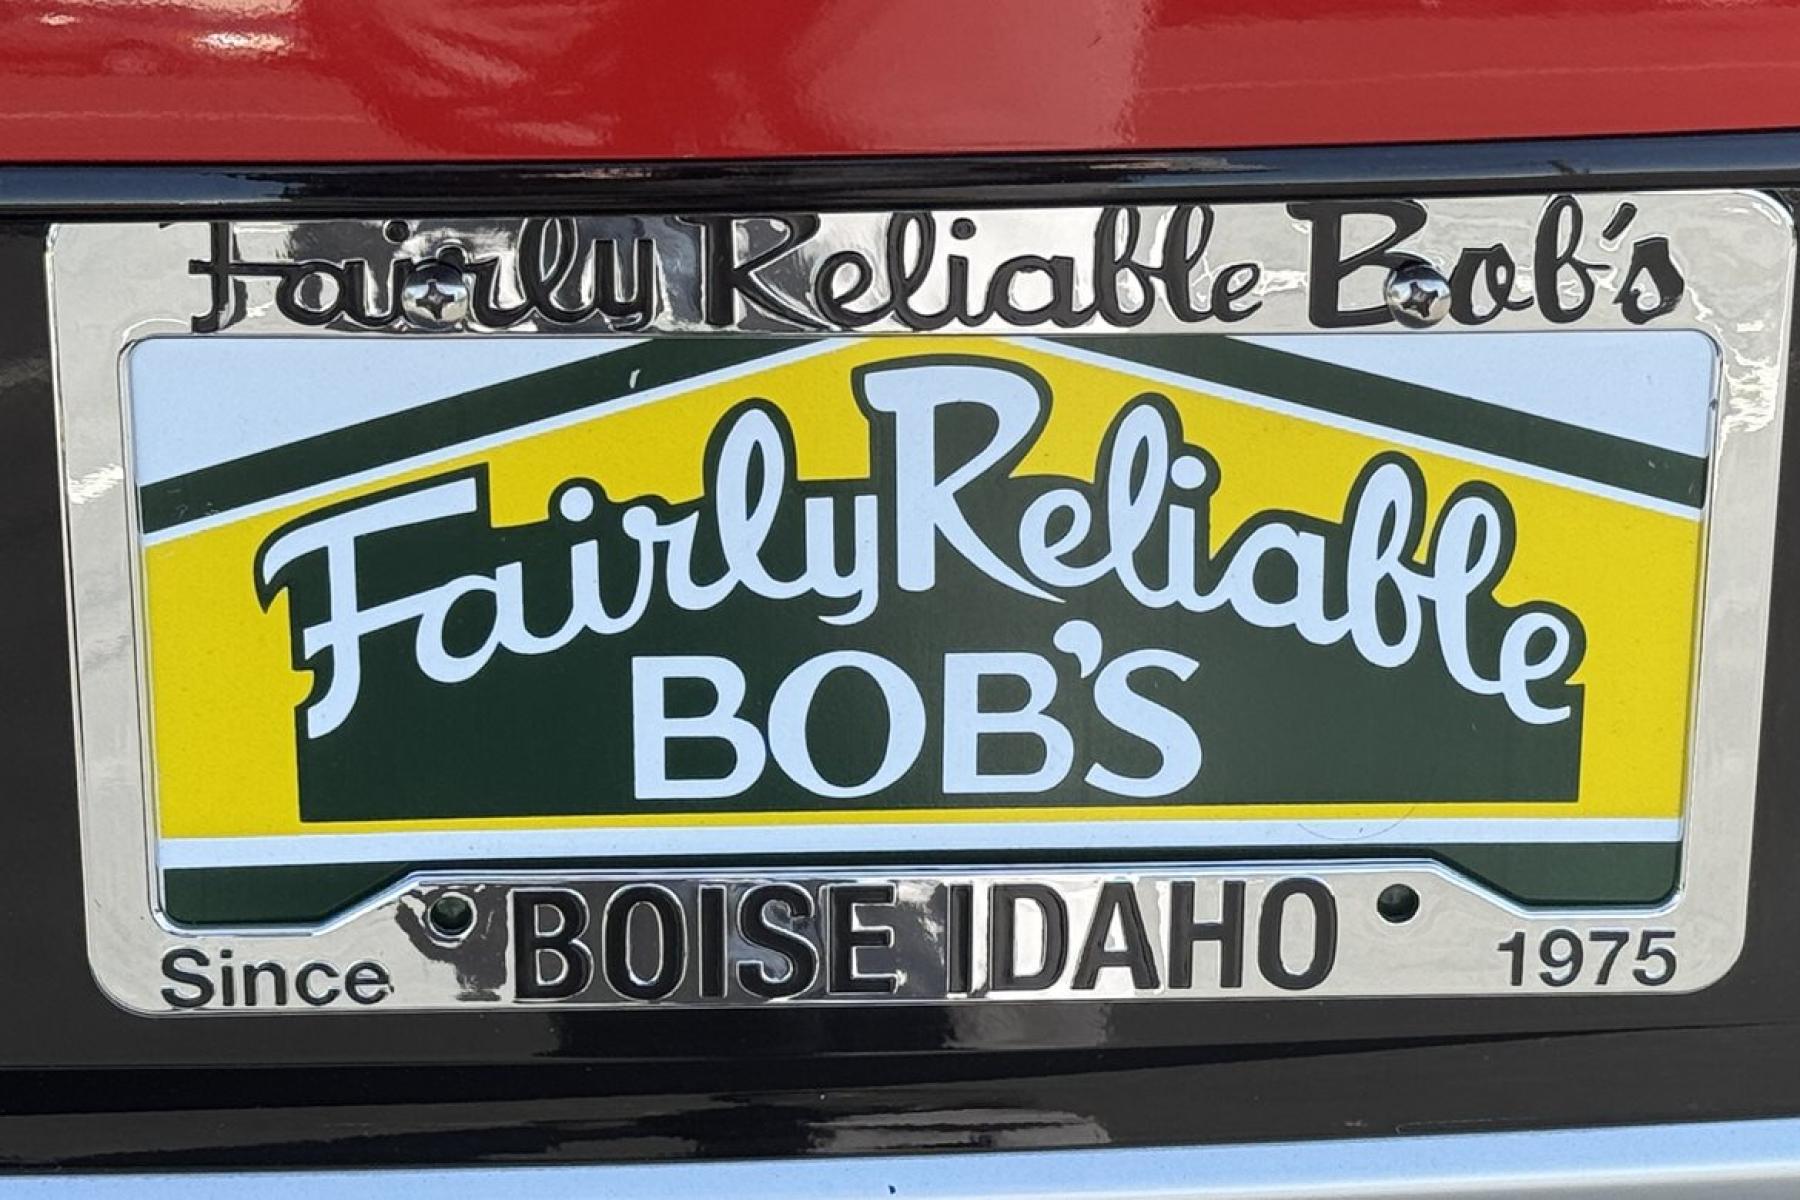 Fairly Reliable Bob's
Fairly Reliable
BOB'S
Since BOISE IDAHO 1975